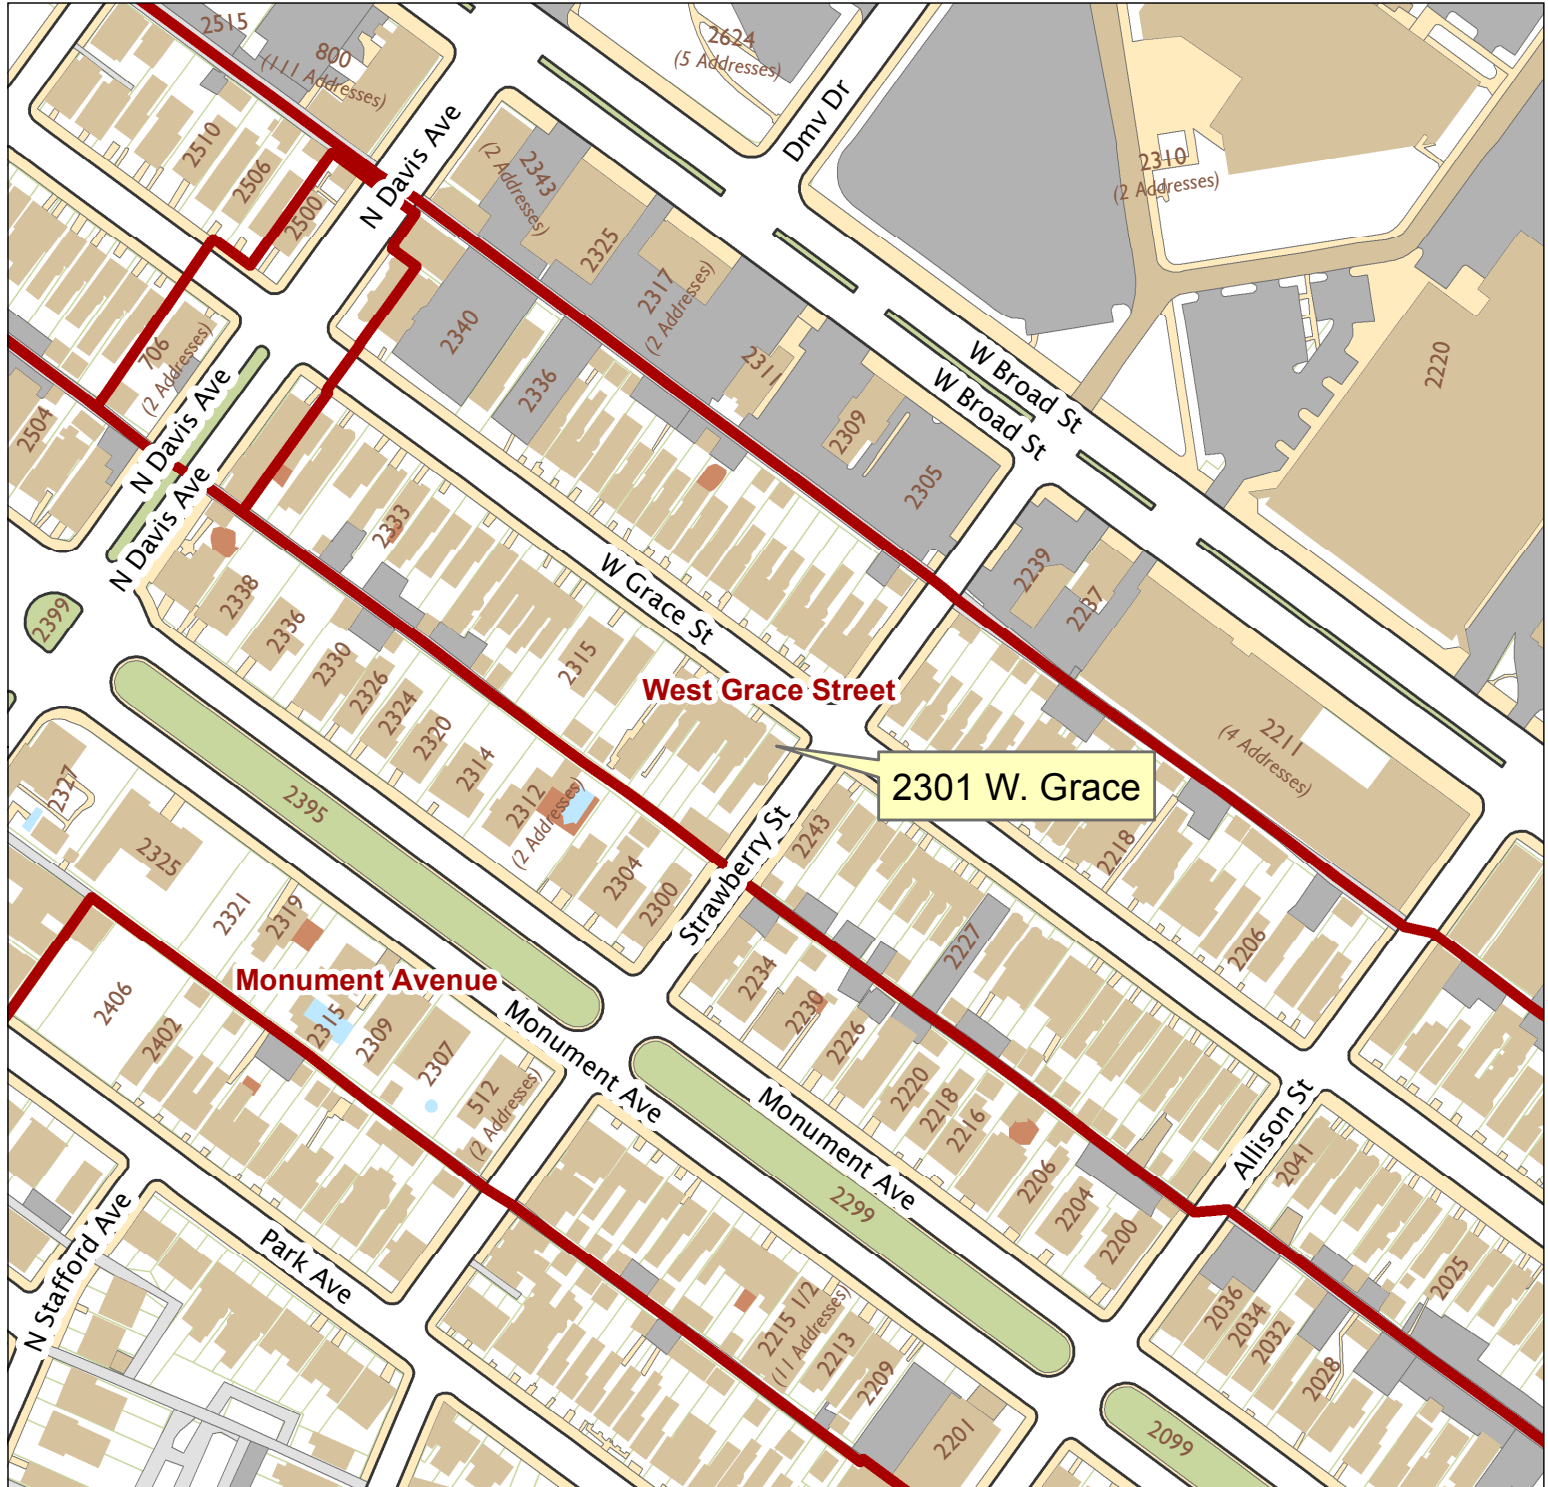 2515
800
(111 Addresses)
2624
(5 Addresses)
Dmv Dr
2510
2506
2500
N Davis Ave
2343
(2 Addresses)
2325
2317
(2 Addresses)
2310
(2 Addresses)
2220
706
(2 Addresses)
2340
2336
2311
W Broad St
W Broad St
2309
2305
2504
N Davis Ave
N Davis Ave
2333
2239
2237
2399
2338
2336
2330
2326
2324
2320
2314
2312
(2 Addresses)
2304
2300
W Grace St
2315
West Grace Street
2301 W. Grace
2211
(4 Addresses)
2218
2206
2243
Strawberry St
2227
2327
2325
2395
2321
2319
Monument Avenue
2406
2402
2315
2309
2307
512
(2 Addresses)
Monument Ave
2234
2230
2226
2220
2218
2216
2206
2204
2200
Monument Ave
2299
Allison St
2041
2025
2036
2034
2032
2028
N Stafford Ave
Park Ave
2215 1/2
(11 Addresses)
2213
2209
2201
2099